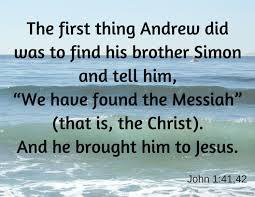 The first thing Andrew did
was to find his brother Simon
and tell him,
“We have found the Messiah”
(that is, the Christ).
And he brought him to Jesus.
John 1:41,42